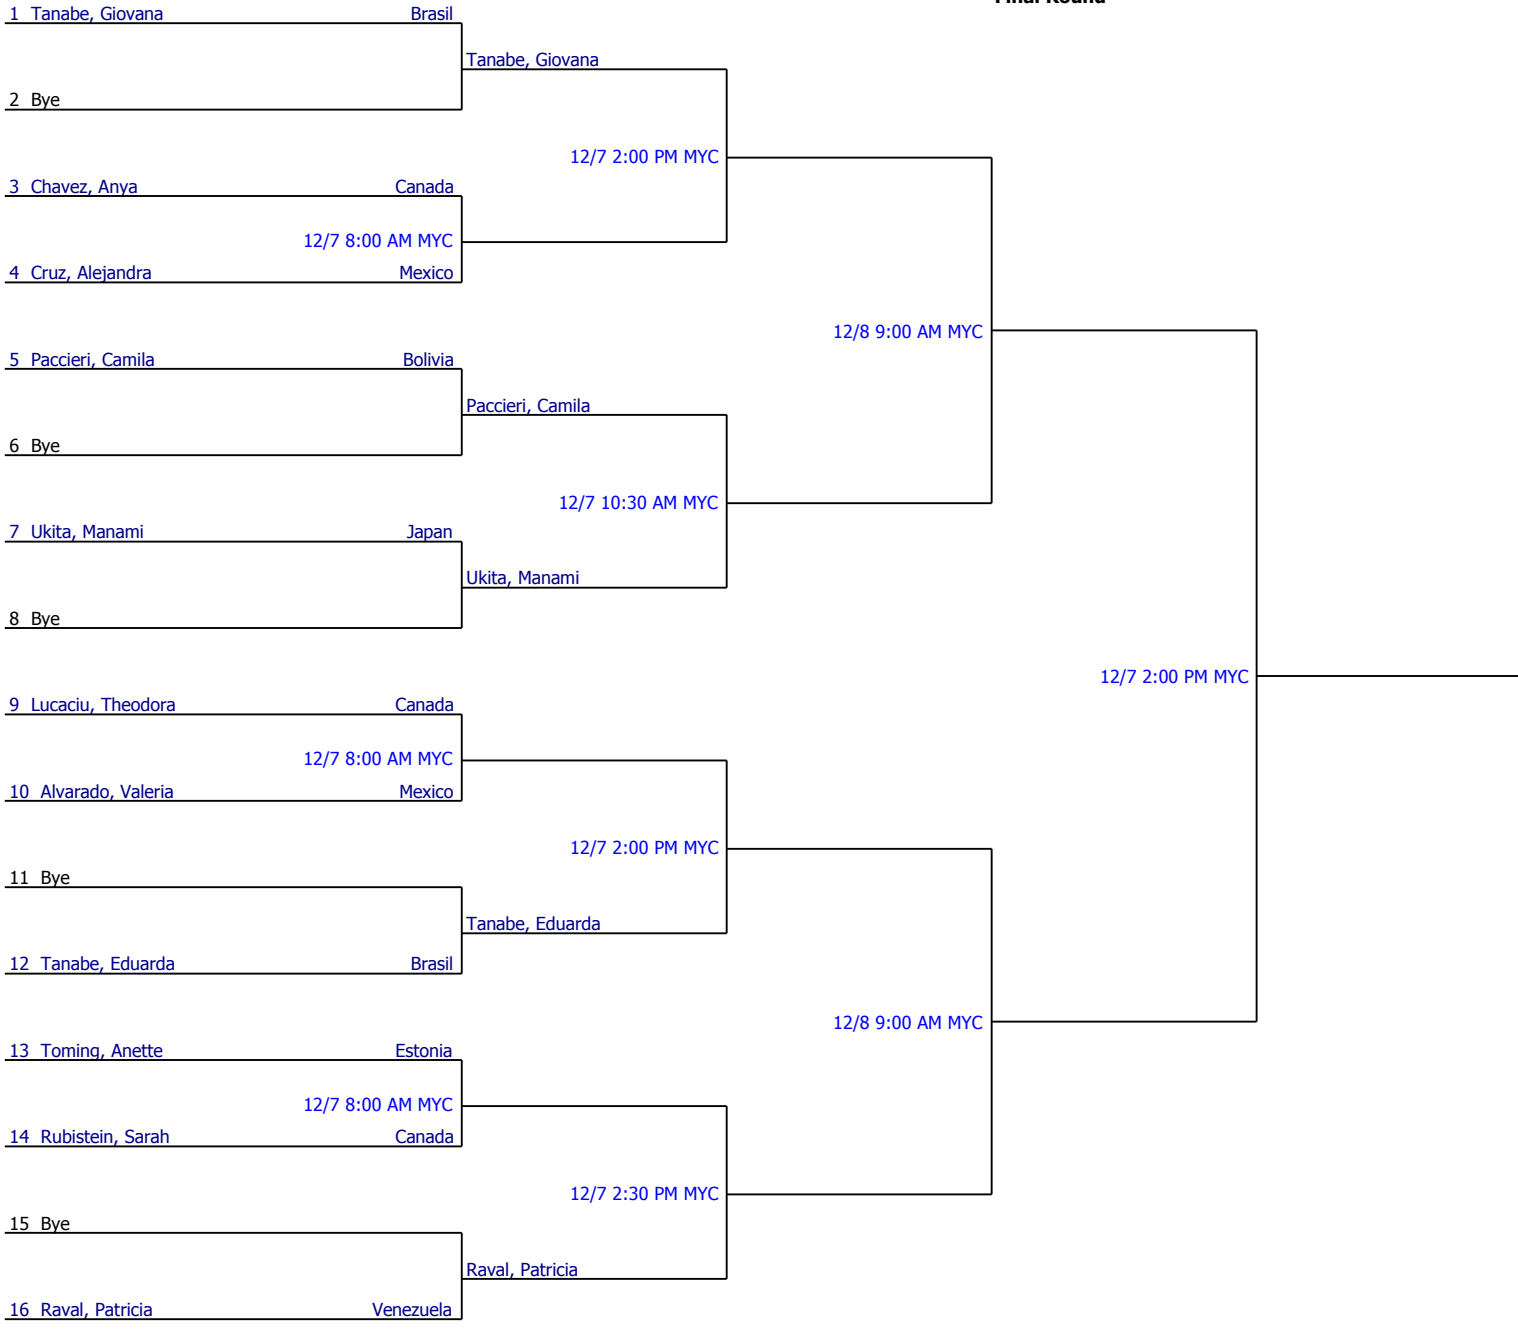 Final Round
1 Tanabe, Giovana Brasil
Tanabe, Giovana
2 Bye
12/7 2:00 PM MYC
3 Chavez, Anya Canada
12/7 8:00 AM MYC
4 Cruz, Alejandra Mexico
12/8 9:00 AM MYC
5 Paccieri, Camila Bolivia
Paccieri, Camila
6 Bye
12/7 10:30 AM MYC
7 Ukita, Manami Japan
Ukita, Manami
8 Bye
12/7 2:00 PM MYC
9 Lucaciu, Theodora Canada
12/7 8:00 AM MYC
10 Alvarado, Valeria Mexico
12/7 2:00 PM MYC
11 Bye
Tanabe, Eduarda
12 Tanabe, Eduarda Brasil
12/8 9:00 AM MYC
13 Toming, Anette Estonia
12/7 8:00 AM MYC
14 Rubistein, Sarah Canada
12/7 2:30 PM MYC
15 Bye
Raval, Patricia
16 Raval, Patricia Venezuela